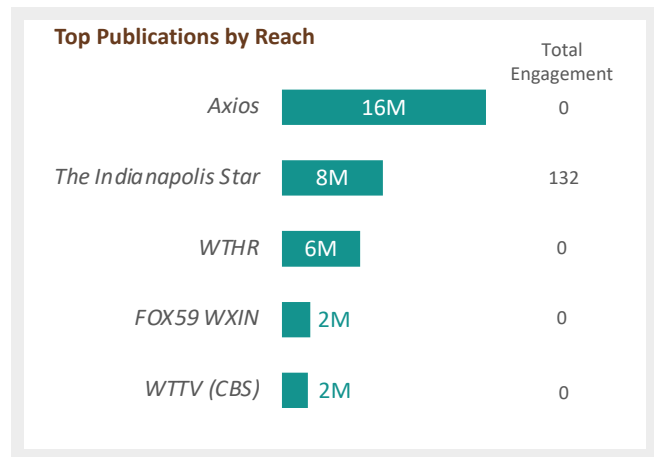 Top Publications by Reach
Total
Engagement
Axios 16M 0
The Indianapolis Star 8M 132
WTHR 6M 0
FOX59 WXIN 2M 0
WTTV (CBS) 2M 0